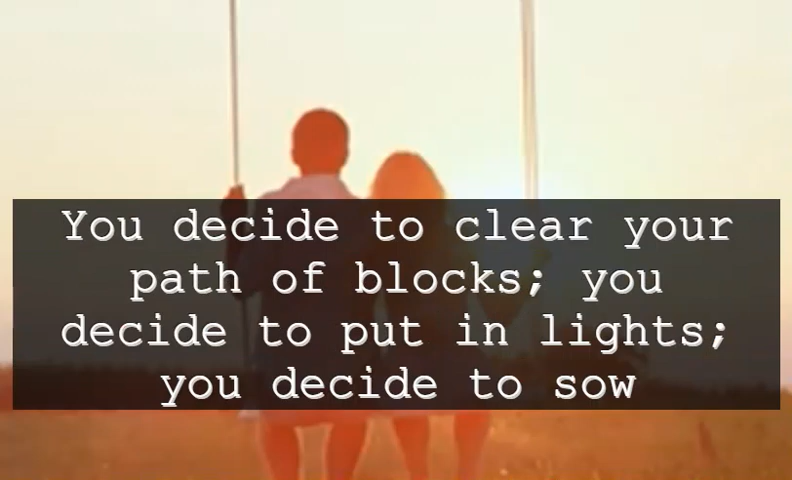 You decide to clear your
path of blocks; you
decide to put in lights;
you decide to sow